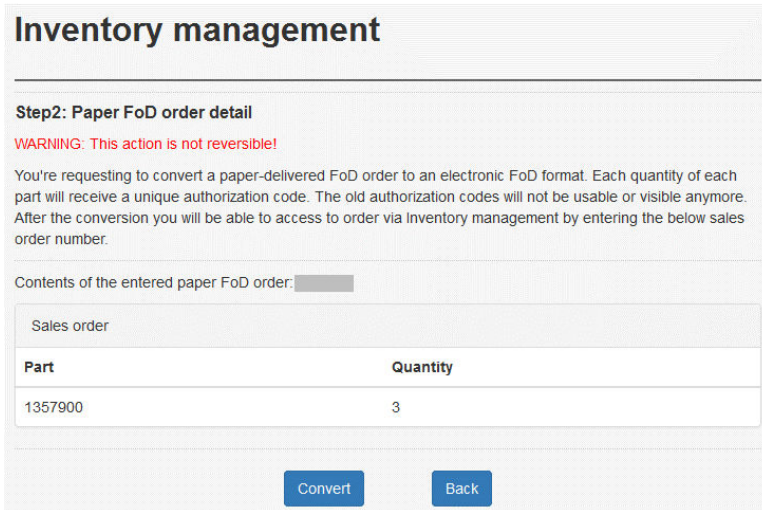 Inventory management
Step2: Paper FoD order detail
WARNING: This action is not reversible!
You're requesting to convert a paper-delivered FoD order to an electronic FoD format. Each quantity of each
part will receive a unique authorization code. The old authorization codes will not be usable or visible anymore.
After the conversion you will be able to access to order via Inventory management by entering the below sales
order number.
Contents of the entered paper FoD order:
Sales order
Part Quantity
1357900 3
Convert Back